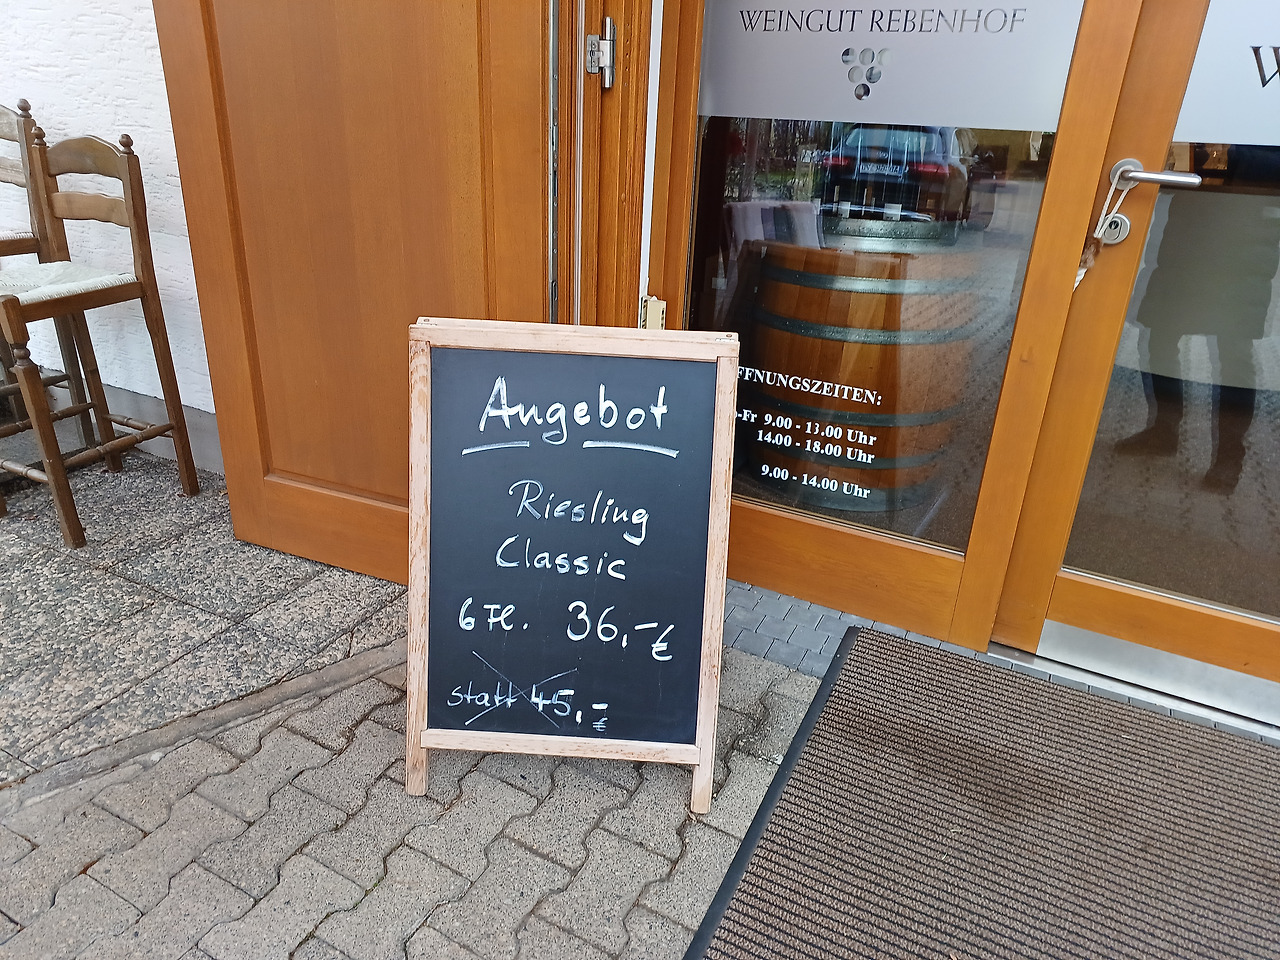 WEINGUT REBENHOF
Angebot
Riesling
Classic
6 Fl. 36,-€
statt 45,-€
FFNUNGSZEITEN:
-Fr 9.00 - 13.00 Uhr
14.00 - 18.00 Uhr
9.00 - 14.00 Uhr
W